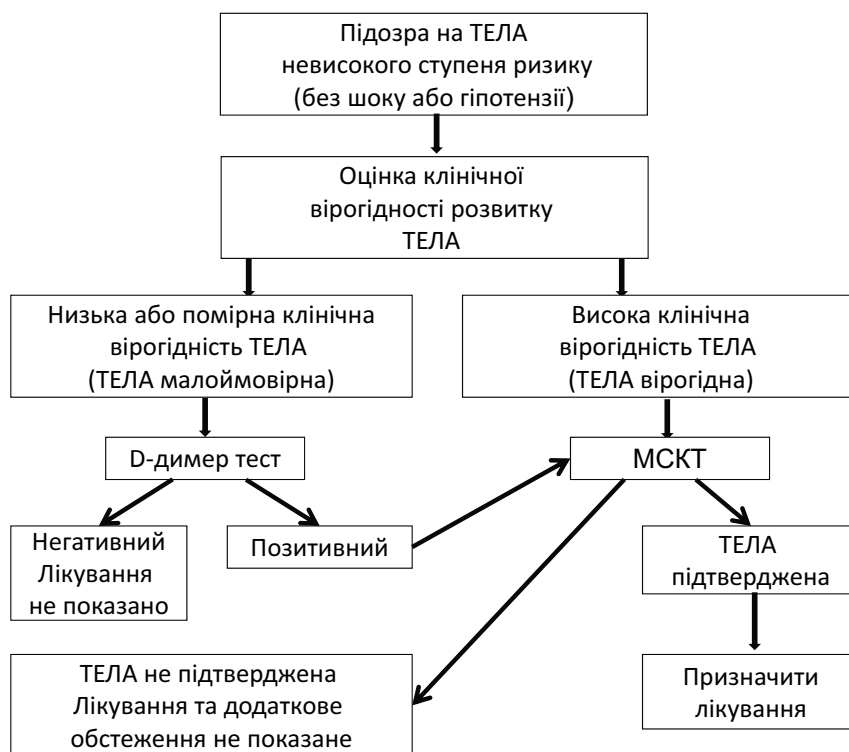 Підозра на ТЕЛА
невисокого ступеня ризику
(без шоку або гіпотензії)
Оцінка клінічної
вірогідності розвитку
ТЕЛА
Низька або помірна клінічна
вірогідність ТЕЛА
(ТЕЛА малоймовірна)
Висока клінічна
вірогідність ТЕЛА
(ТЕЛА вірогідна)
D-димер тест
МСКТ
Негативний
Лікування
не показано
Позитивний
ТЕЛА
підтверджена
ТЕЛА не підтверджена
Лікування та додаткове
обстеження не показане
Призначити
лікування